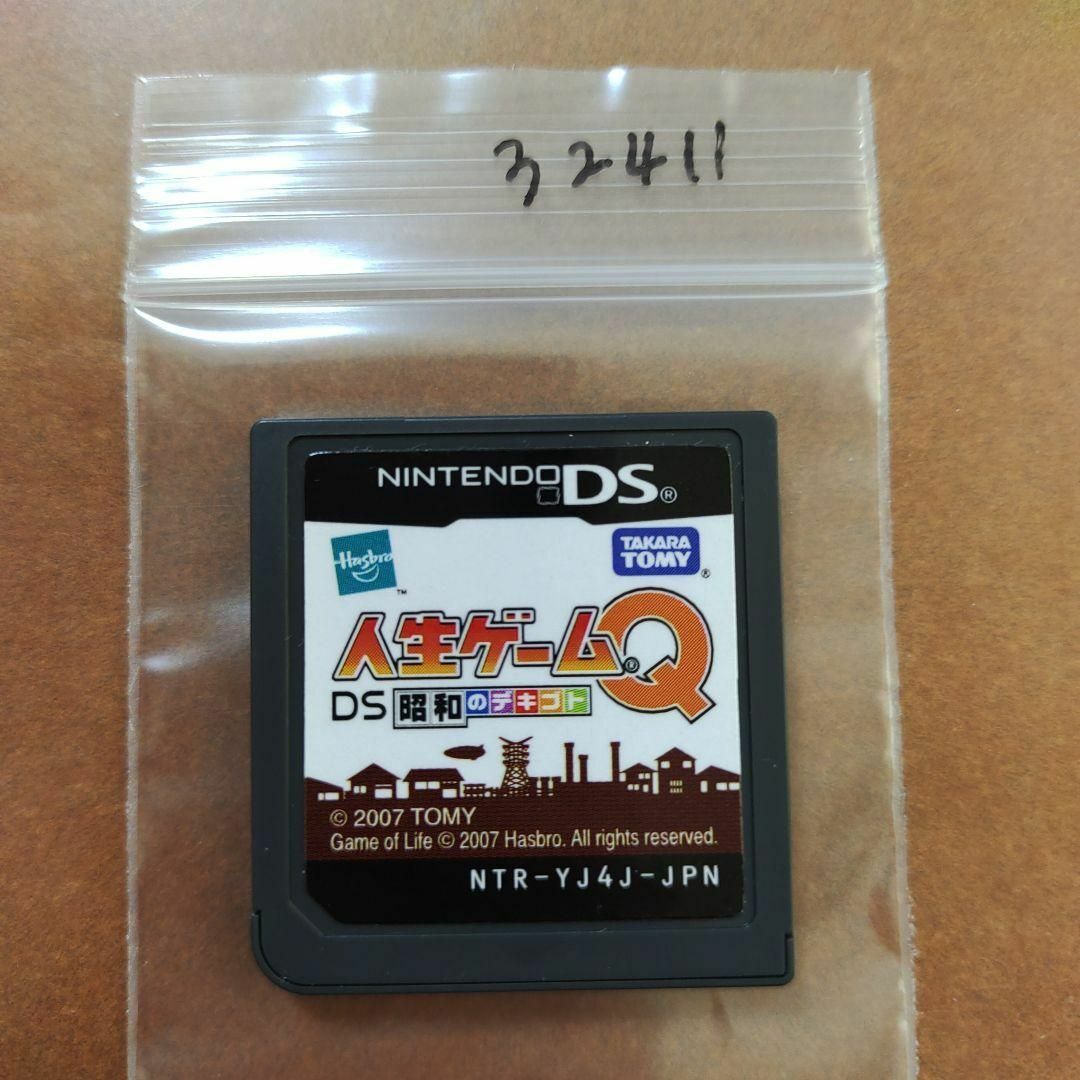 32411
NINTENDO DS®
Hasbro
™
TAKARA
TOMY
®
人生ゲーム®Q
DS 昭和のデキゴト
© 2007 TOMY
Game of Life © 2007 Hasbro. All rights reserved.
NTR-YJ4J-JPN